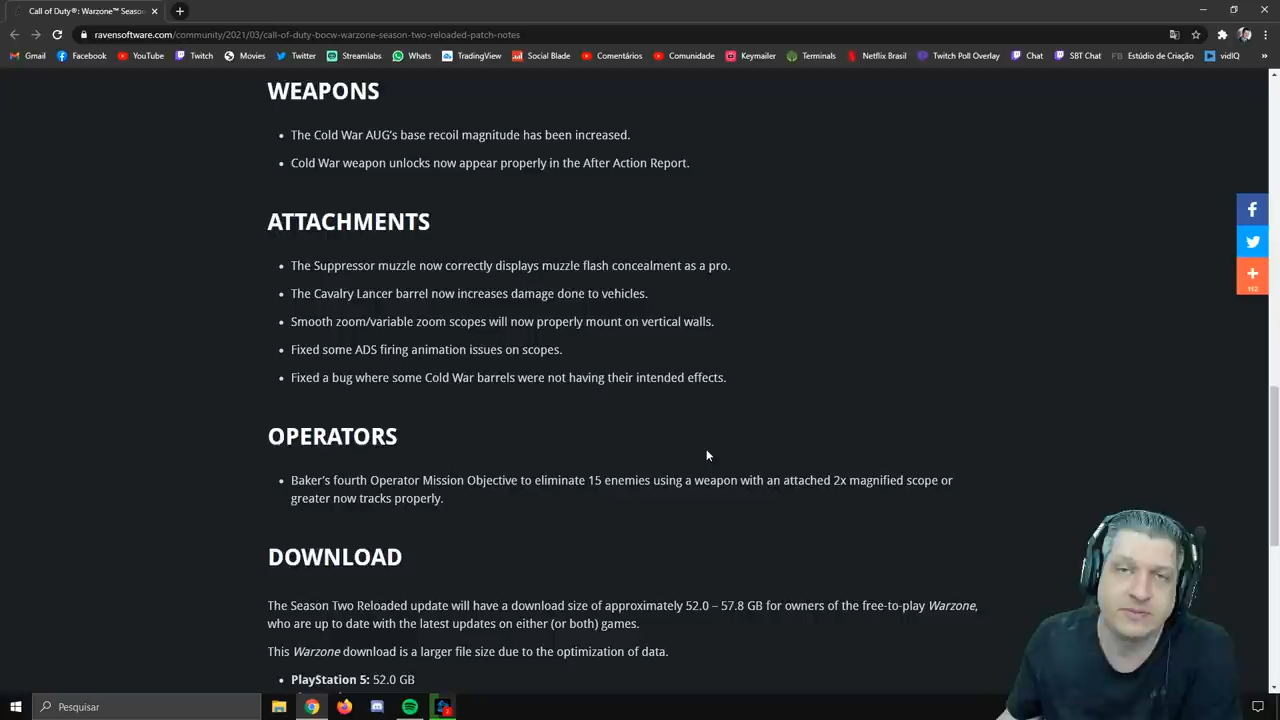 Call of Duty®: Warzone™ Season
ravensoftware.com/community/2021/03/call-of-duty-bocw-warzone-season-two-reloaded-patch-notes
Gmail Facebook YouTube Twitch Movies Twitter Streamlabs Whats TradingView Social Blade Comentários Comunidade Keymailer Terminals Netflix Brasil Twitch Poll Overlay Chat SBT Chat FB Estúdio de Criação vidIQ »
WEAPONS
• The Cold War AUG's base recoil magnitude has been increased.
• Cold War weapon unlocks now appear properly in the After Action Report.
ATTACHMENTS
• The Suppressor muzzle now correctly displays muzzle flash concealment as a pro.
• The Cavalry Lancer barrel now increases damage done to vehicles.
• Smooth zoom/variable zoom scopes will now properly mount on vertical walls.
• Fixed some ADS firing animation issues on scopes.
• Fixed a bug where some Cold War barrels were not having their intended effects.
OPERATORS
• Baker's fourth Operator Mission Objective to eliminate 15 enemies using a weapon with an attached 2x magnified scope or
greater now tracks properly.
DOWNLOAD
The Season Two Reloaded update will have a download size of approximately 52.0 – 57.8 GB for owners of the free-to-play Warzone,
who are up to date with the latest updates on either (or both) games.
This Warzone download is a larger file size due to the optimization of data.
• PlayStation 5: 52.0 GB
112
Pesquisar